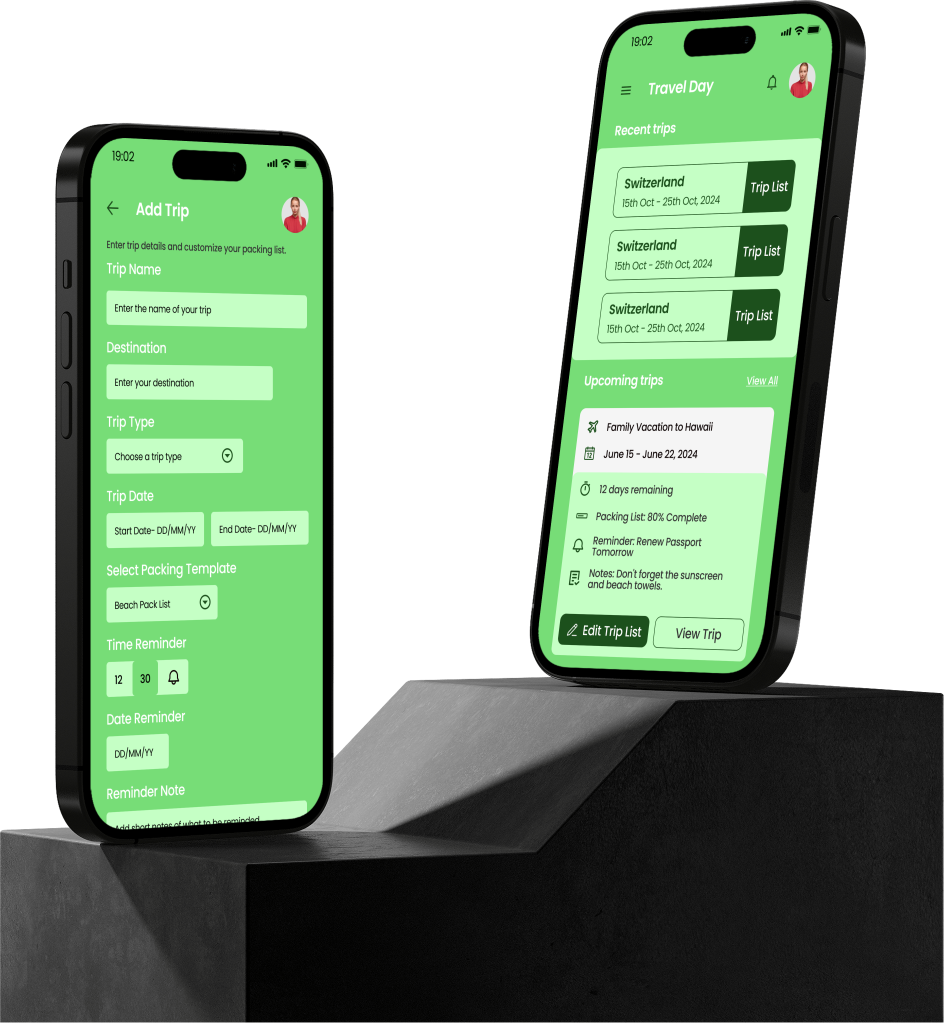 19:02
Add Trip
Enter trip details and customize your packing list.
Trip Name
Enter the name of your trip
Destination
Enter your destination
Trip Type
Choose a trip type
Trip Date
Start Date- DD/MM/YY
End Date- DD/MM/YY
Select Packing Template
Beach Pack List
Time Reminder
12
30
Date Reminder
DD/MM/YY
Reminder Note
Add short notes of what to be reminded
19:02
Travel Day
Recent trips
Switzerland
15th Oct - 25th Oct, 2024
Trip List
Switzerland
15th Oct - 25th Oct, 2024
Trip List
Switzerland
15th Oct - 25th Oct, 2024
Trip List
Upcoming trips
View All
Family Vacation to Hawaii
12
June 15 - June 22, 2024
12 days remaining
Packing List: 80% Complete
Reminder: Renew Passport
Tomorrow
Notes: Don't forget the sunscreen
and beach towels.
Edit Trip List
View Trip